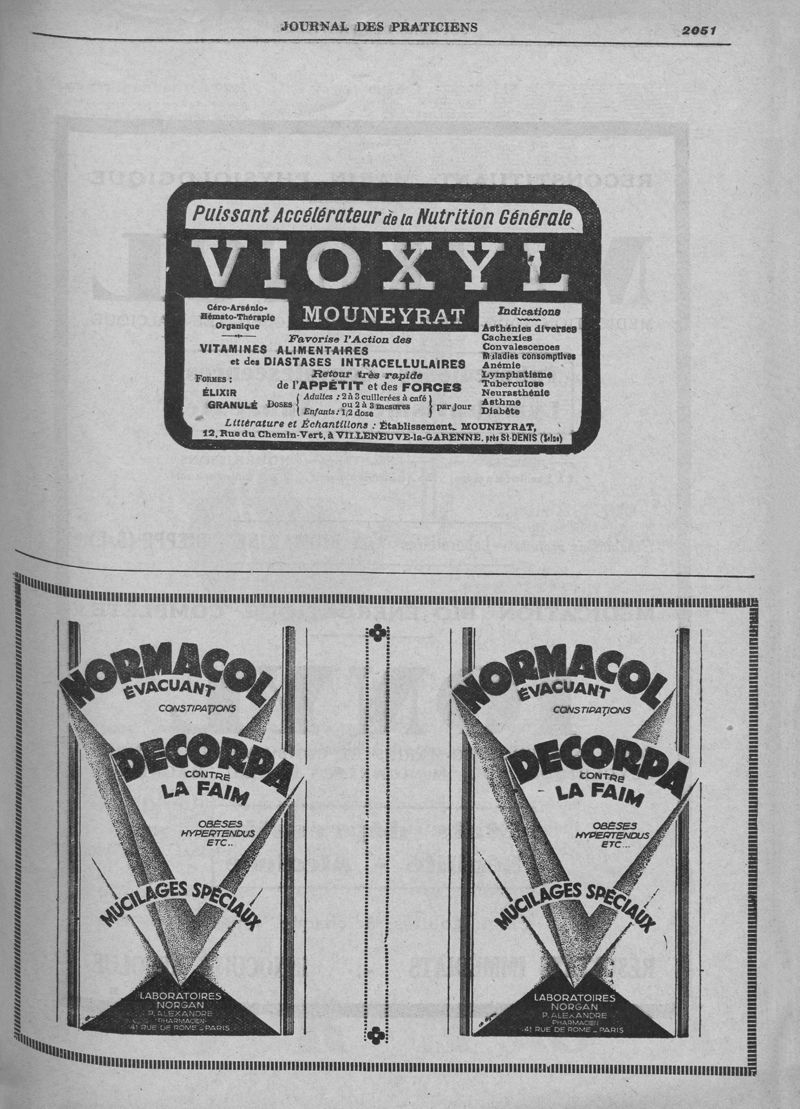 JOURNAL DES PRATICIENS
2051
Puissant Accélérateur de la Nutrition Générale
VIOXYL
MOUNEYRAT
Céro-Arsénio-
Hémato-Thérapie
Organique
Favorise l'Action des
VITAMINES ALIMENTAIRES
et des DIASTASES INTRACELLULAIRES
Retour très rapide
de l'APPÉTIT et des FORCES
FORMES :
ÉLIXIR
GRANULÉ
DOSES
Adultes : 2 à 3 cuillerées à café
ou 2 à 3 mesures
Enfants : 1/2 dose
par jour
Indications
Asthénies diverses
Cachexies
Convalescences
Maladies consomptives
Anémie
Lymphatisme
Tuberculose
Neurasthénie
Asthme
Diabète
Littérature et Échantillons : Établissement. MOUNEYRAT,
12, Rue du Chemin-Vert, à VILLENEUVE-la-GARENNE, près St-DENIS (Seine)
NORMACOL
ÉVACUANT
CONSTIPATIONS
DECORPA
CONTRE
LA FAIM
OBÈSES
HYPERTENDUS
ETC..
MUCILAGES SPÉCIAUX
LABORATOIRES
NORGAN
P. ALEXANDRE
PHARMACIEN
41 RUE DE ROME _ PARIS
NORMACOL
ÉVACUANT
CONSTIPATIONS
DECORPA
CONTRE
LA FAIM
OBÈSES
HYPERTENDUS
ETC...
MUCILAGES SPÉCIAUX
LABORATOIRES
NORGAN
P. ALEXANDRE
PHARMACIEN
41 RUE DE ROME _ PARIS